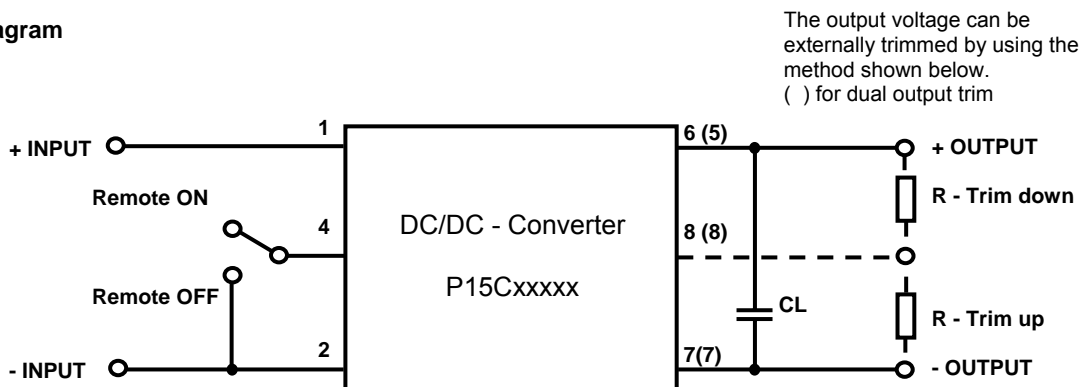 agram
The output voltage can be
externally trimmed by using the
method shown below.
( ) for dual output trim
1
6 (5)
+ INPUT
+ OUTPUT
Remote ON
R - Trim down
4
DC/DC - Converter
8 (8)
P15Cxxxxx
Remote OFF
CL
R - Trim up
2
7(7)
- INPUT
- OUTPUT